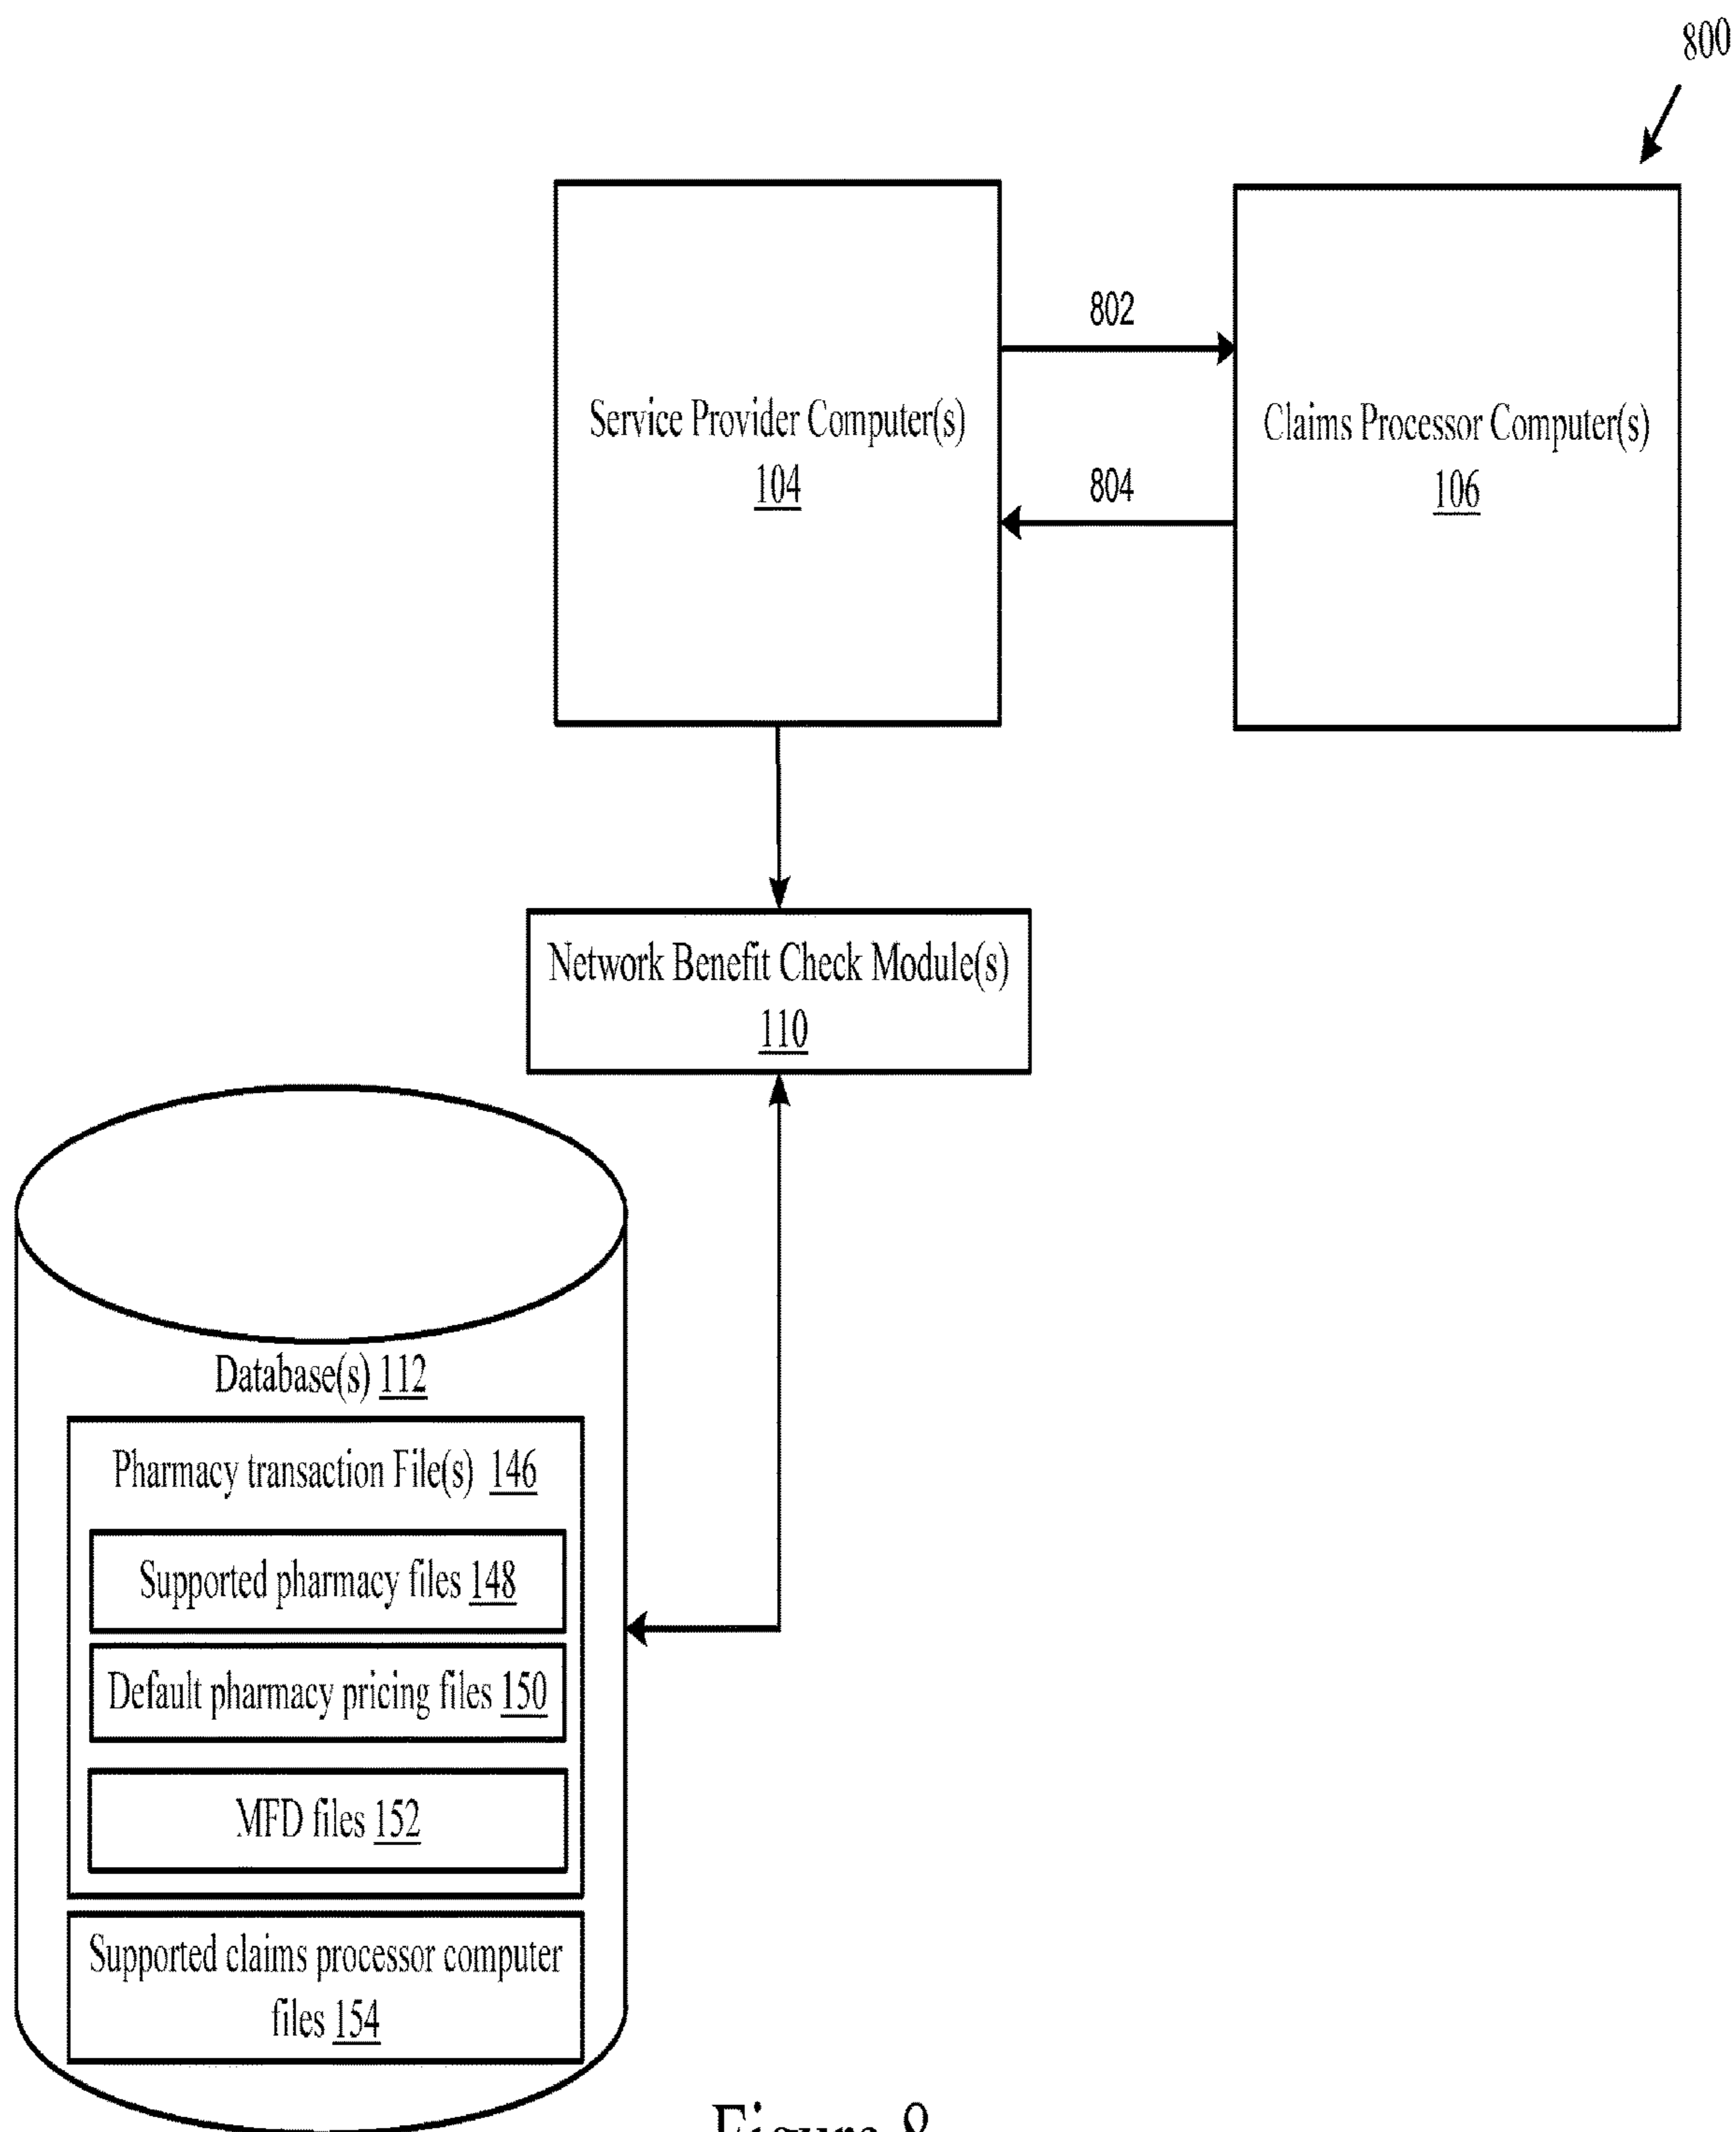 800
802
Service Provider Computer(s)
104
Claims Processor Computer(s)
106
804
Network Benefit Check Module(s)
110
Database(s) 112
Pharmacy transaction File(s) 146
Supported pharmacy files 148
Default pharmacy pricing files 150
MFD files 152
Supported claims processor computer
files 154
Figure 8